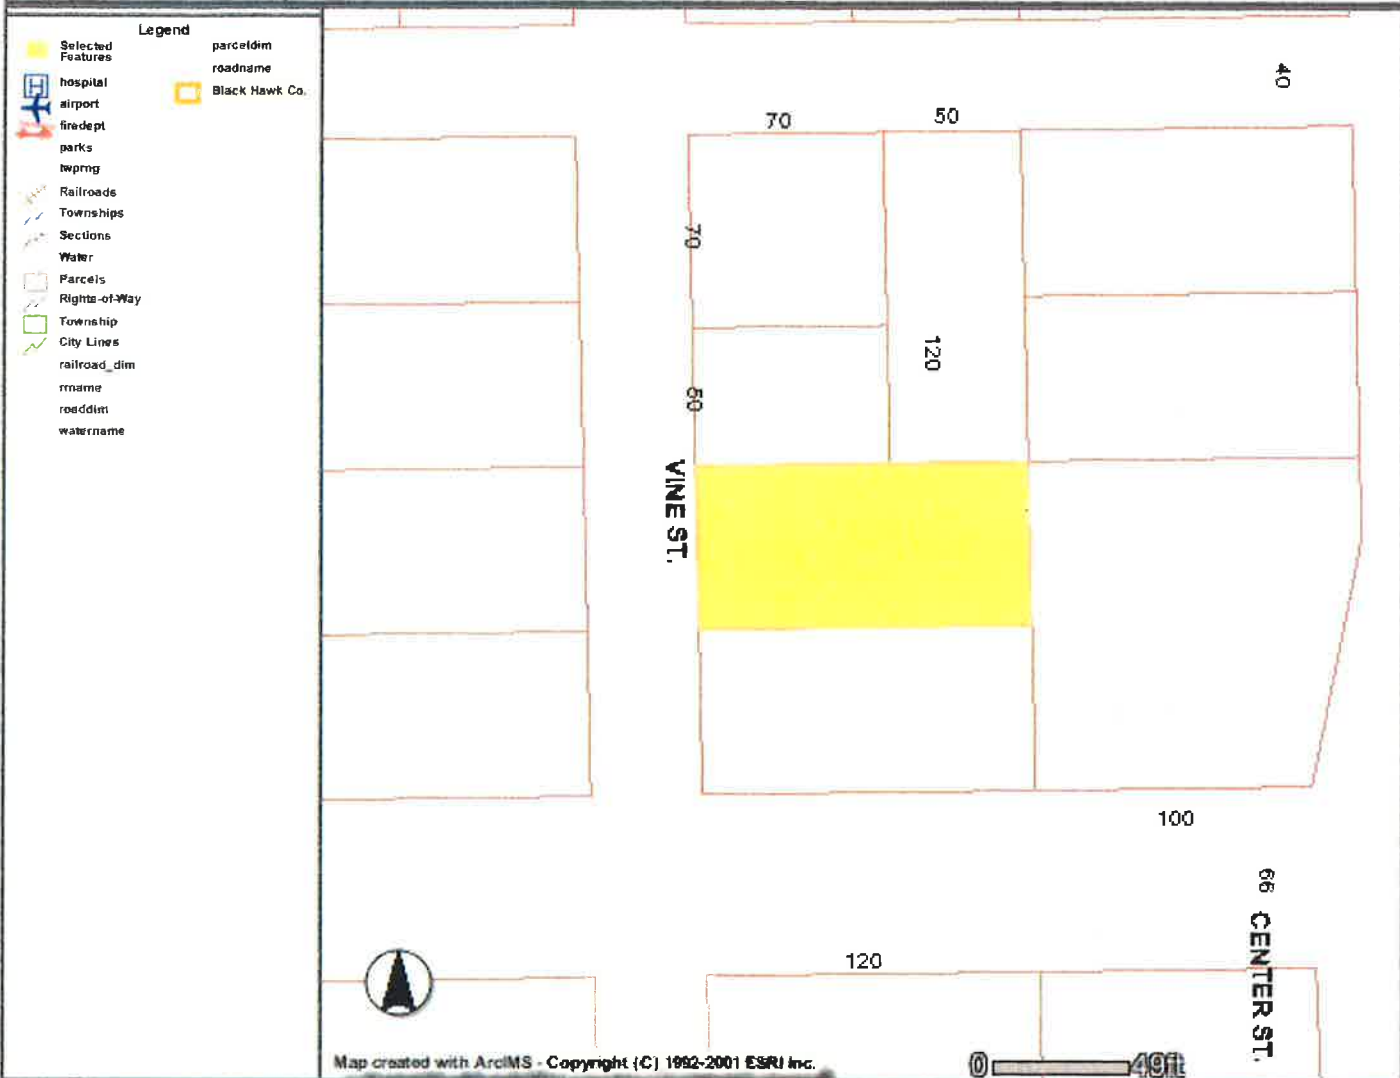 Legend
Selected
Features
hospital
airport
firedept
parks
twprng
Railroads
Townships
Sections
Water
Parcels
Rights-of-Way
Township
City Lines
railroad_dim
rrname
roaddim
watername
parceldim
roadname
Black Hawk Co.
40
70
50
70
120
50
VINE ST.
100
66
CENTER ST.
120
Map created with ArcIMS - Copyright (C) 1992-2001 ESRI Inc.
0 49ft